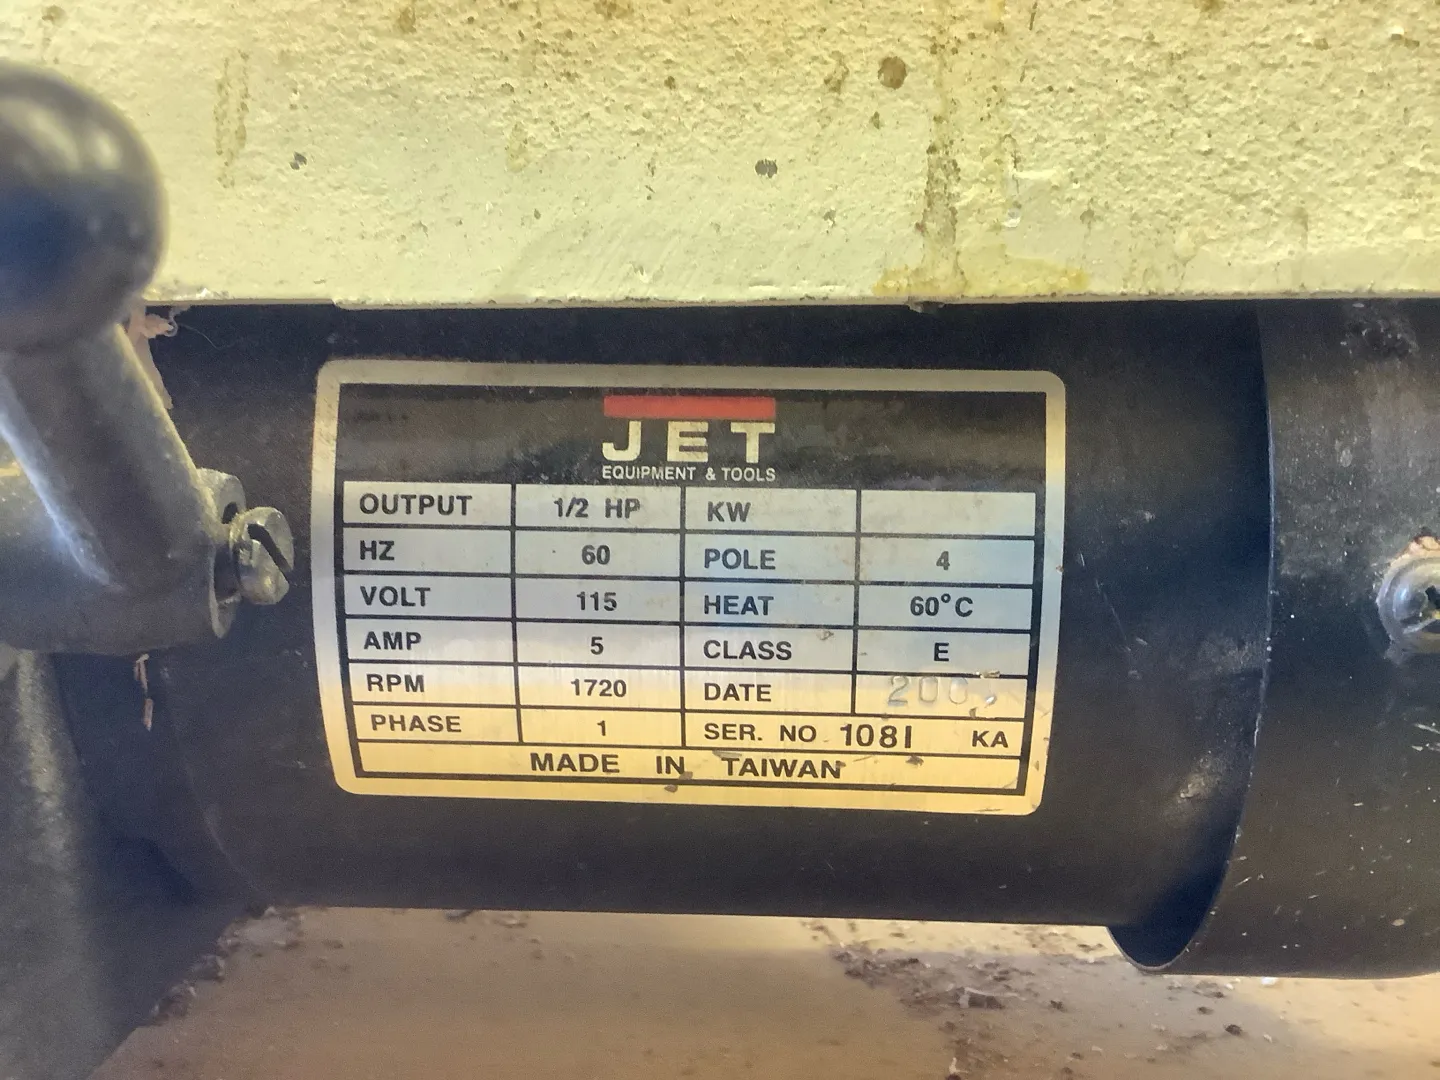 JET
EQUIPMENT & TOOLS
OUTPUT 1/2 HP KW
HZ 60 POLE 4
VOLT 115 HEAT 60°C
AMP 5 CLASS E
RPM 1720 DATE
PHASE 1 SER. NO 1081 KA
MADE IN TAIWAN